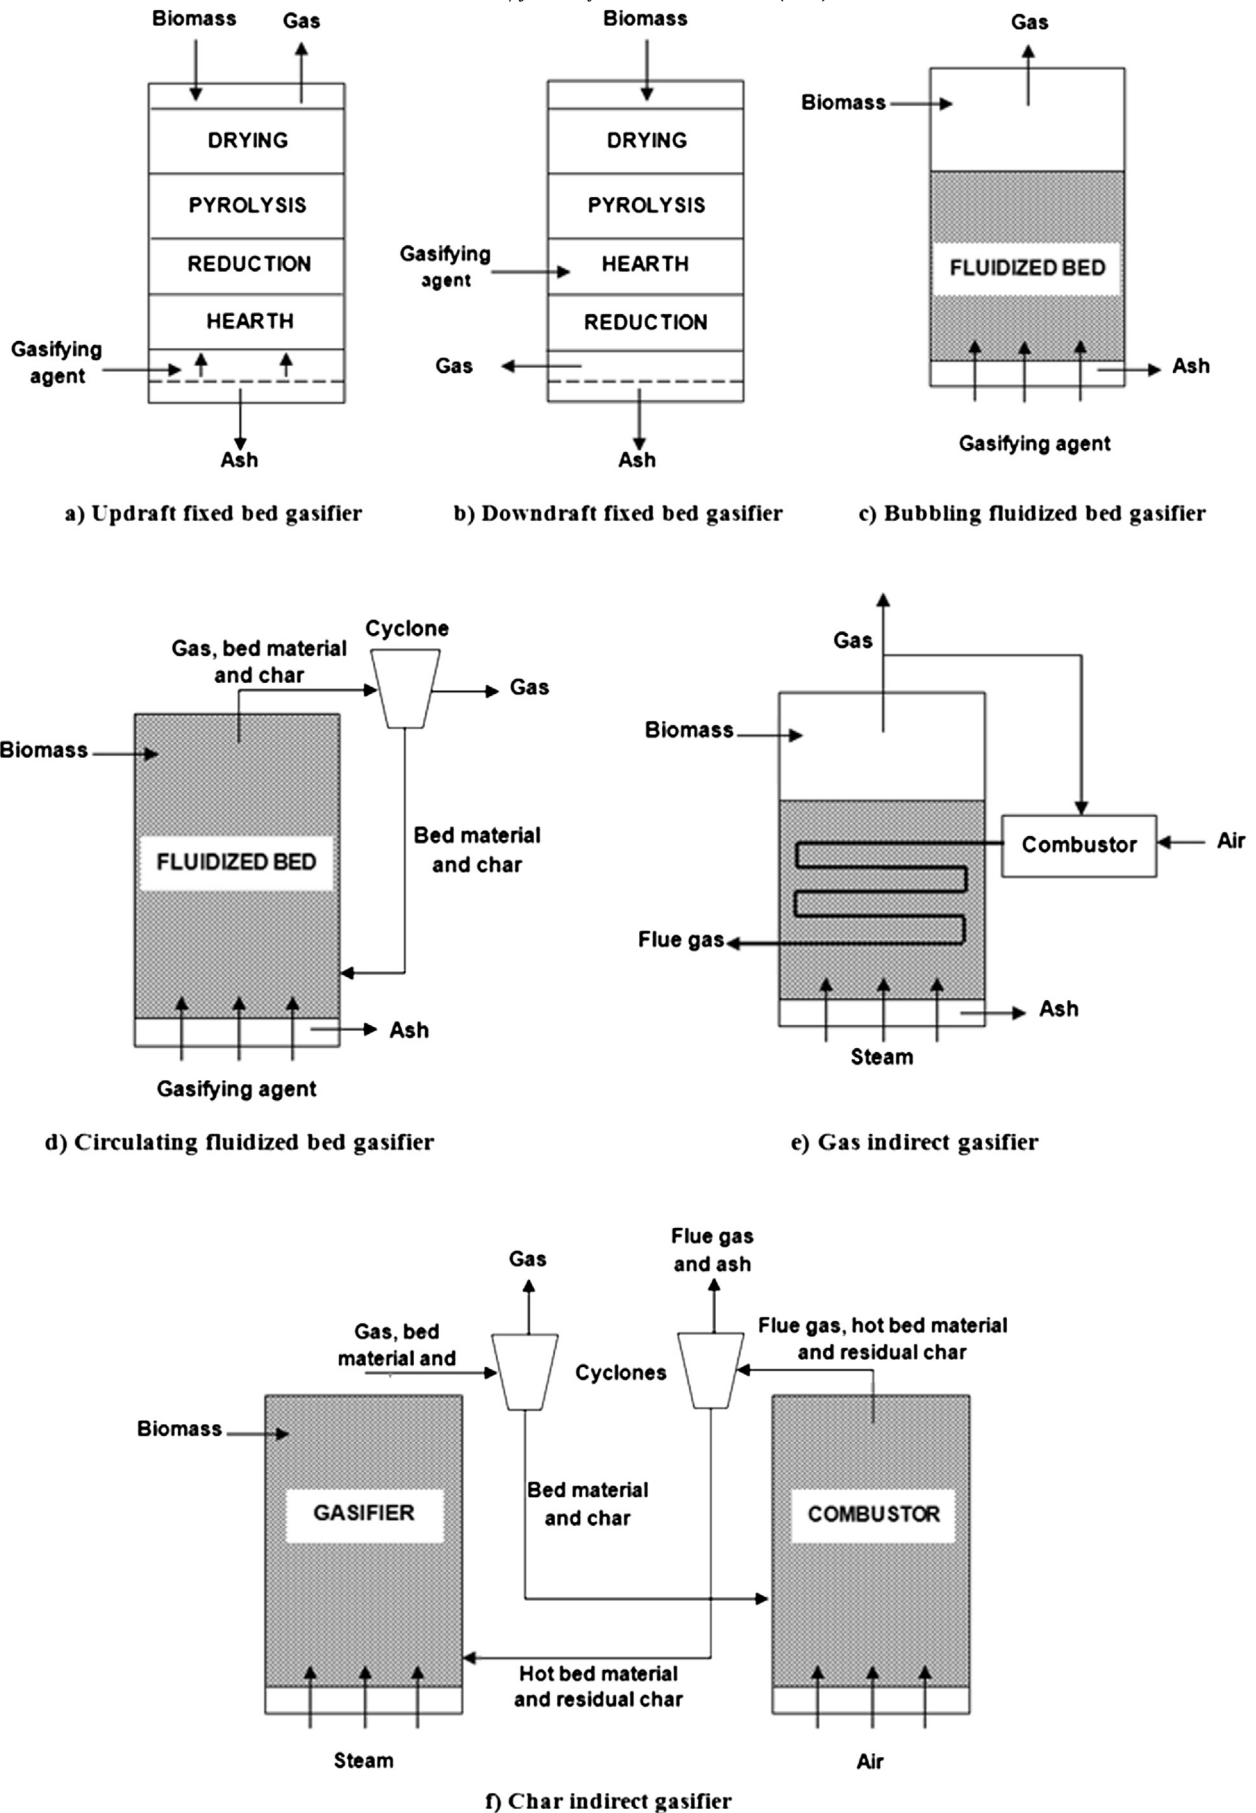 Biomass
Gas
DRYING
PYROLYSIS
REDUCTION
HEARTH
Gasifying
agent
Ash
a) Updraft fixed bed gasifier
Biomass
DRYING
PYROLYSIS
Gasifying
agent
HEARTH
REDUCTION
Gas
Ash
b) Downdraft fixed bed gasifier
Gas
Biomass
FLUIDIZED BED
Ash
Gasifying agent
c) Bubbling fluidized bed gasifier
Cyclone
Gas, bed material
and char
Gas
Biomass
FLUIDIZED BED
Bed material
and char
Ash
Gasifying agent
d) Circulating fluidized bed gasifier
Gas
Biomass
Combustor
Air
Flue gas
Ash
Steam
e) Gas indirect gasifier
Gas
Flue gas
and ash
Gas, bed
material and
Cyclones
Flue gas, hot bed material
and residual char
Biomass
GASIFIER
Bed material
and char
COMBUSTOR
Hot bed material
and residual char
Steam
Air
f) Char indirect gasifier